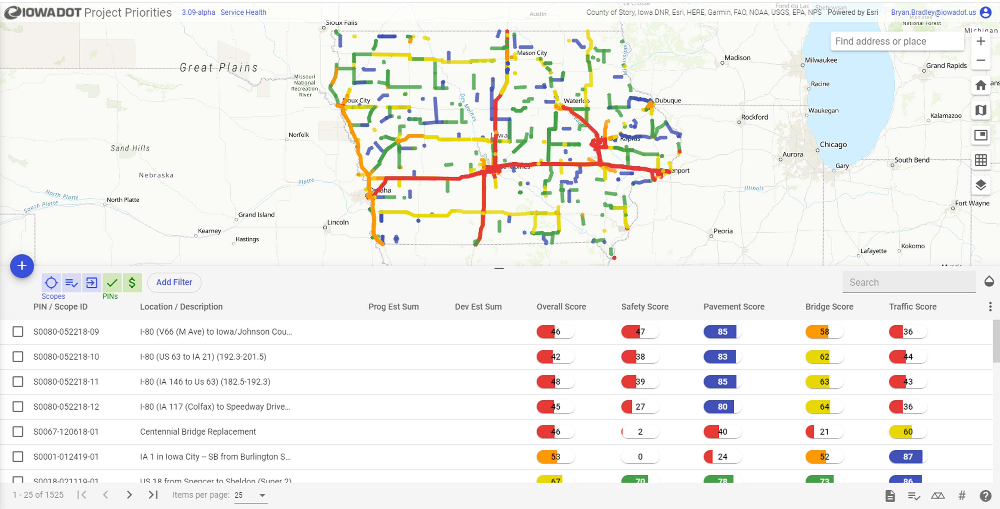 IOWADOT Project Priorities 3.09-alpha Service Health
County of Story, Iowa DNR, Esri, HERE, Garmin, FAO, NOAA, USGS, EPA, NPS Powered by Esri Bryan.Bradley@iowadot.us
La Crosse
Fond du Lac
Sheboygan
Austin
Manistee
National Forest
Sioux Falls
Michigan
Find address or place
Mason City
Madison
Milwaukee
Grand Rapids
Great Plains
Mississippi
Missouri
National
Recreation
River
Racine
Des Moines
Sioux City
Waterloo
Dubuque
Waukegan
Rockford
Kalamazoo
Norfolk
Iowa
Cedar Rapids
Sand Hills
Chicago
Aurora
South Bend
Gary
Nebraska
Platte
Illinois
Omaha
North Platte
North Platte
South Platte
Fort Wayne
Grand Island
Lincoln
Kearney
Hastings
Peoria
Kokomo
Lafayette
Add Filter
Search
Scopes PINs
PIN / Scope ID Location / Description Prog Est Sum Dev Est Sum Overall Score Safety Score Pavement Score Bridge Score Traffic Score
S0080-052218-09 I-80 (V66 (M Ave) to Iowa/Johnson Cou... 46 47 85 58 36
S0080-052218-10 I-80 (US 63 to IA 21) (192.3-201.5) 42 38 83 62 44
S0080-052218-11 I-80 (IA 146 to Us 63) (182.5-192.3) 48 39 85 63 43
S0080-052218-12 I-80 (IA 117 (Colfax) to Speedway Drive... 45 27 80 64 36
S0067-120618-01 Centennial Bridge Replacement 46 2 40 21 60
S0001-012419-01 IA 1 in Iowa City -- SB from Burlington S... 53 0 24 52 87
S0018-021119-01 US 18 from Spencer to Sheldon (Super 2) 67 70 78 73 86
1 - 25 of 1525 Items per page: 25